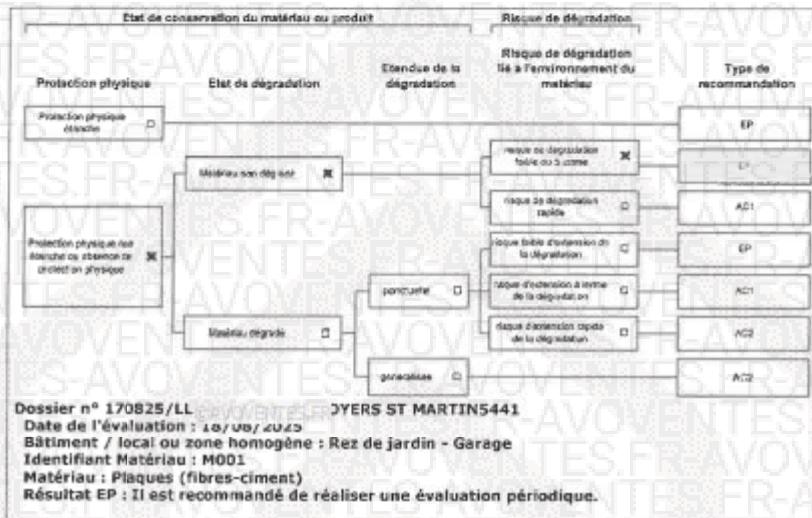 Etat de conservation du matériau ou produit
Risque de dégradation
Protection physique
Etat de dégradation
Etendue de la
dégradation
Risque de dégradation
lié à l'environnement du
matériau
Type de
recommandation
Protection physique
étanche
EP
Matériau non dégradé
risque de dégradation
faible ou à terme
EP
risque de dégradation
rapide
AC1
Protection physique non
étanche ou absence de
protection physique
risque faible d'extension de
la dégradation
EP
ponctuelle
risque d'extension à terme
de la dégradation
AC1
Matériau dégradé
risque d'extension rapide
de la dégradation
AC2
généralisée
AC2
Dossier n° 170825/LL OYERS ST MARTIN5441
Date de l'évaluation : 18/08/2025
Bâtiment / local ou zone homogène : Rez de jardin - Garage
Identifiant Matériau : M001
Matériau : Plaques (fibres-ciment)
Résultat EP : Il est recommandé de réaliser une évaluation périodique.